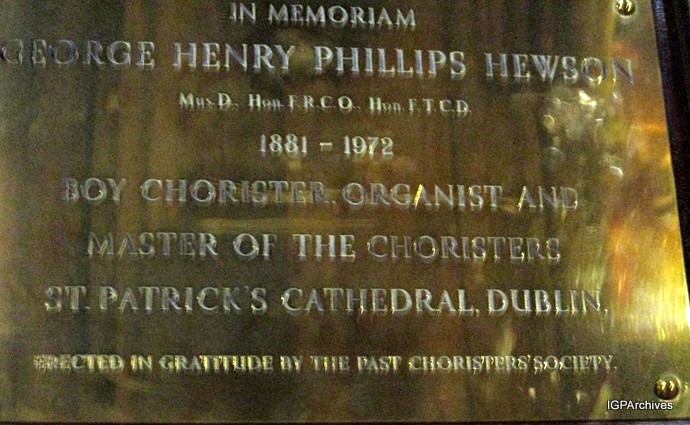 IN MEMORIAM
GEORGE HENRY PHILLIPS HEWSON
Mus.D., Hon.F.R.C.O., Hon.F.T.C.D.
1881 – 1972
BOY CHORISTER, ORGANIST AND
MASTER OF THE CHORISTERS
ST. PATRICK'S CATHEDRAL, DUBLIN,
ERECTED IN GRATITUDE BY THE PAST CHORISTERS' SOCIETY.
IGPArchives